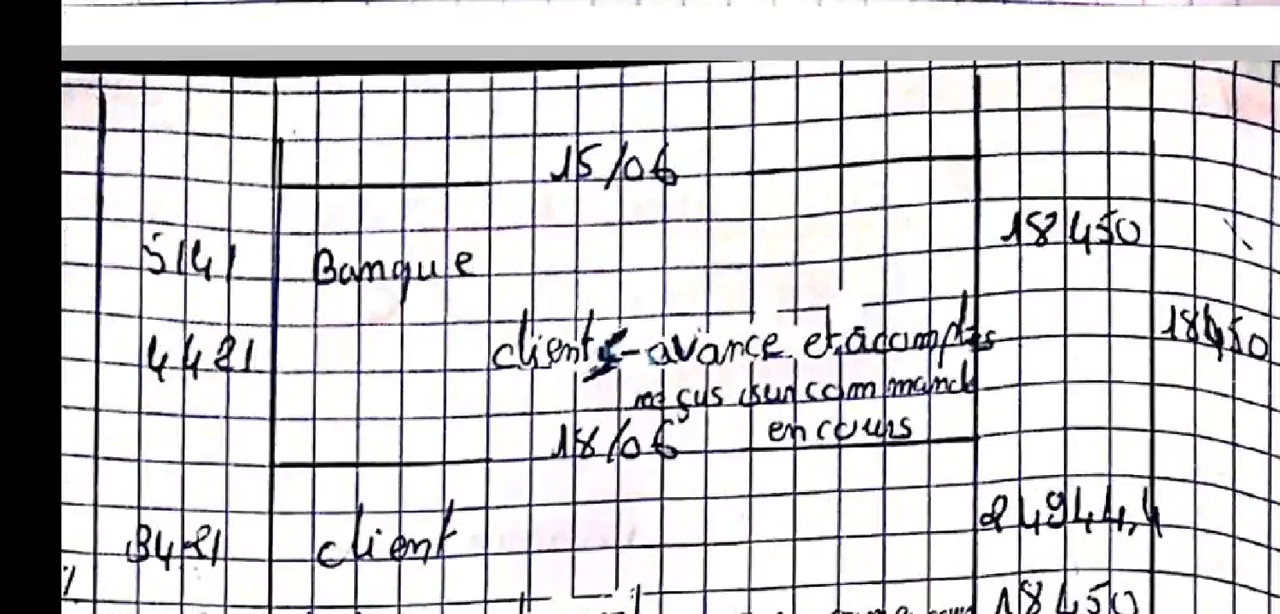 15/06
5141 Banque 18450
4421 clients-avance et acomptes 18450
reçus sur commande
en cours
18/06
3421 client 24944,4
18450